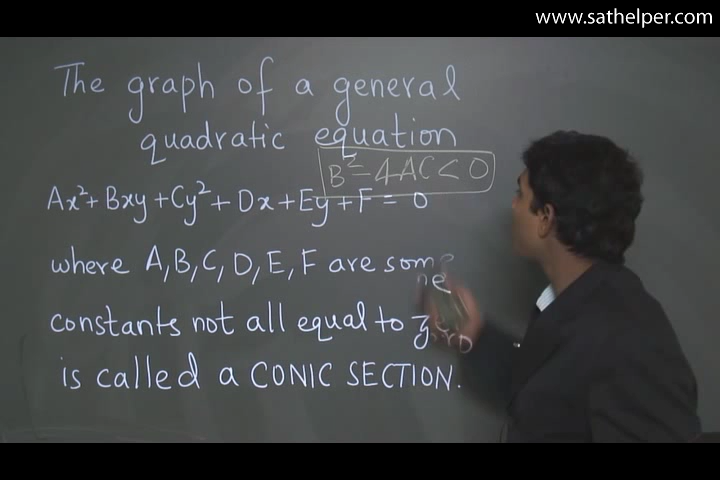 www.sathelper.com
The graph of a general
quadratic equation
B² - 4AC < 0
Ax² + Bxy + Cy² + Dx + Ey + F = 0
where A, B, C, D, E, F are some
constants not all equal to
is called a CONIC SECTION.